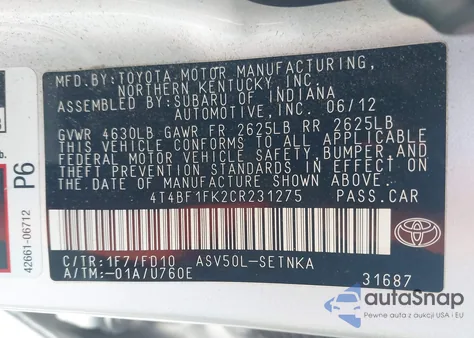 MFD.BY:TOYOTA MOTOR MANUFACTURING,
NORTHERN KENTUCKY INC.
ASSEMBLED BY:SUBARU OF INDIANA
AUTOMOTIVE, INC. 06/12
GVWR 4630LB GAWR FR 2625LB RR 2625LB
THIS VEHICLE CONFORMS TO ALL APPLICABLE
FEDERAL MOTOR VEHICLE SAFETY, BUMPER, AND
THEFT PREVENTION STANDARDS IN EFFECT ON
THE DATE OF MANUFACTURE SHOWN ABOVE.
4T4BF1FK2CR231275 PASS.CAR
C/TR:1F7/FD10 ASV50L-SETNKA
A/TM:-01A/U760E 31687
TOYOTA
P6
42661-06712
autoSnap
Pewne auta z aukcji USA i EU